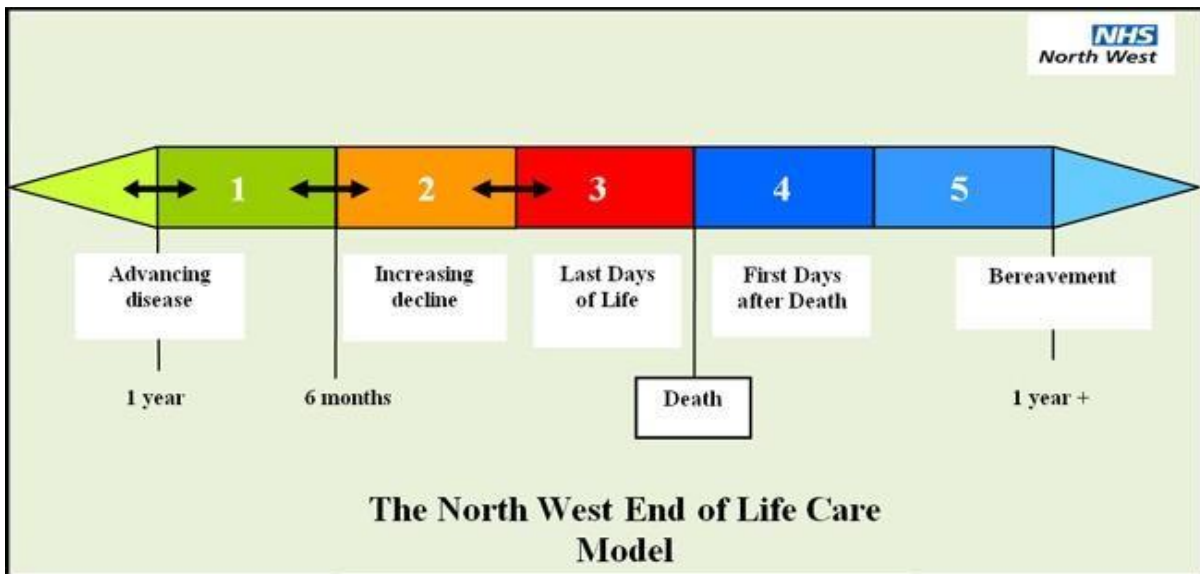 NHS
North West
1 2 3 4 5
Advancing
disease
Increasing
decline
Last Days
of Life
First Days
after Death
Bereavement
1 year
6 months
Death
1 year +
The North West End of Life Care
Model